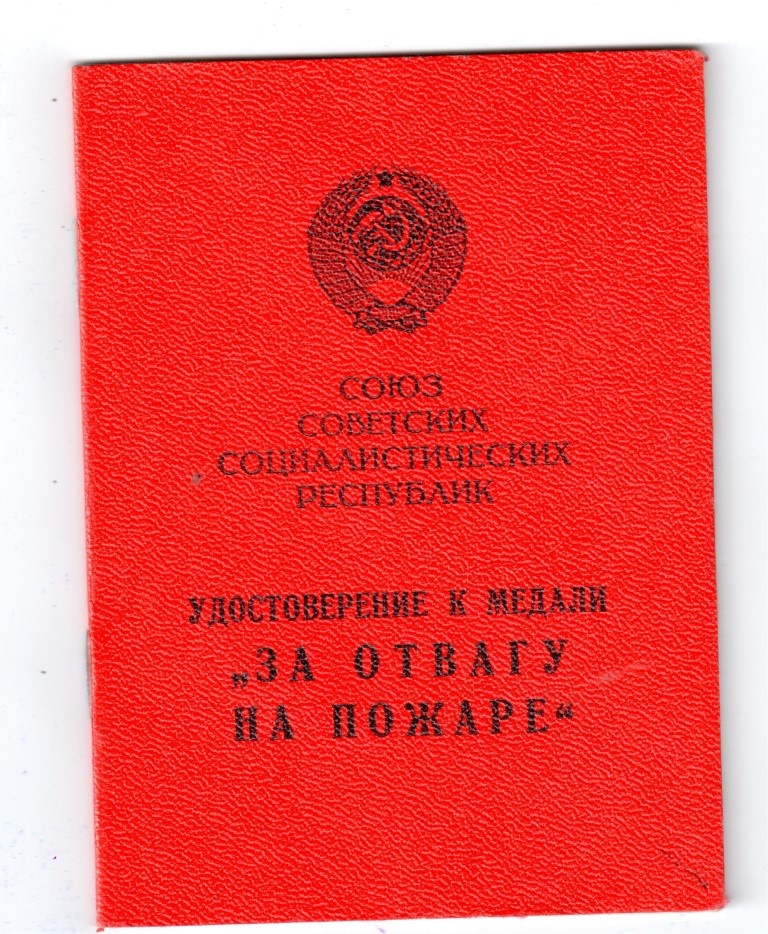 СОЮЗ
СОВЕТСКИХ
СОЦИАЛИСТИЧЕСКИХ
РЕСПУБЛИК
УДОСТОВЕРЕНИЕ К МЕДАЛИ
„ЗА ОТВАГУ
НА ПОЖАРЕ“